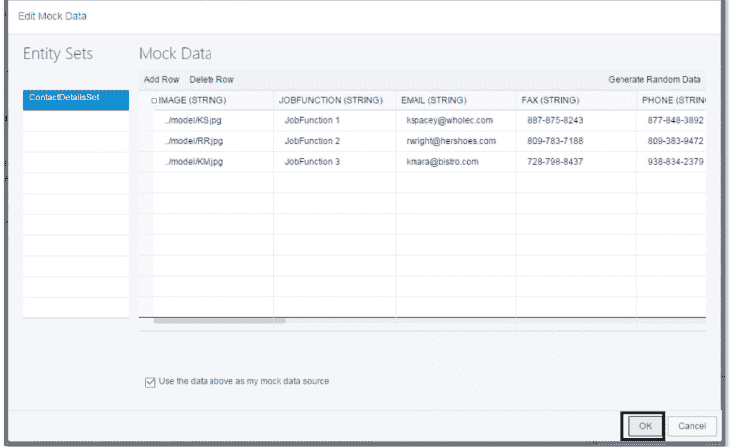 Edit Mock Data
Entity Sets
Mock Data
Add Row Delete Row
Generate Random Data
ContactDetailsSet
IMAGE (STRNG) JOBFUNCTION (STRING) EMAIL (STRING) FAX (STRING) PHONE (STRIN
../model/KS.jpg JobFunction 1 kspacey@wholec.com 887-875-8243 877-848-3892
../model/RR.jpg JobFunction 2 rwright@hershoes.com 809-783-7188 809-383-9472
../model/KM.jpg JobFunction 3 kmara@bistro.com 728-798-8437 938-834-2379
Use the data above as my mock data source
OK Cancel